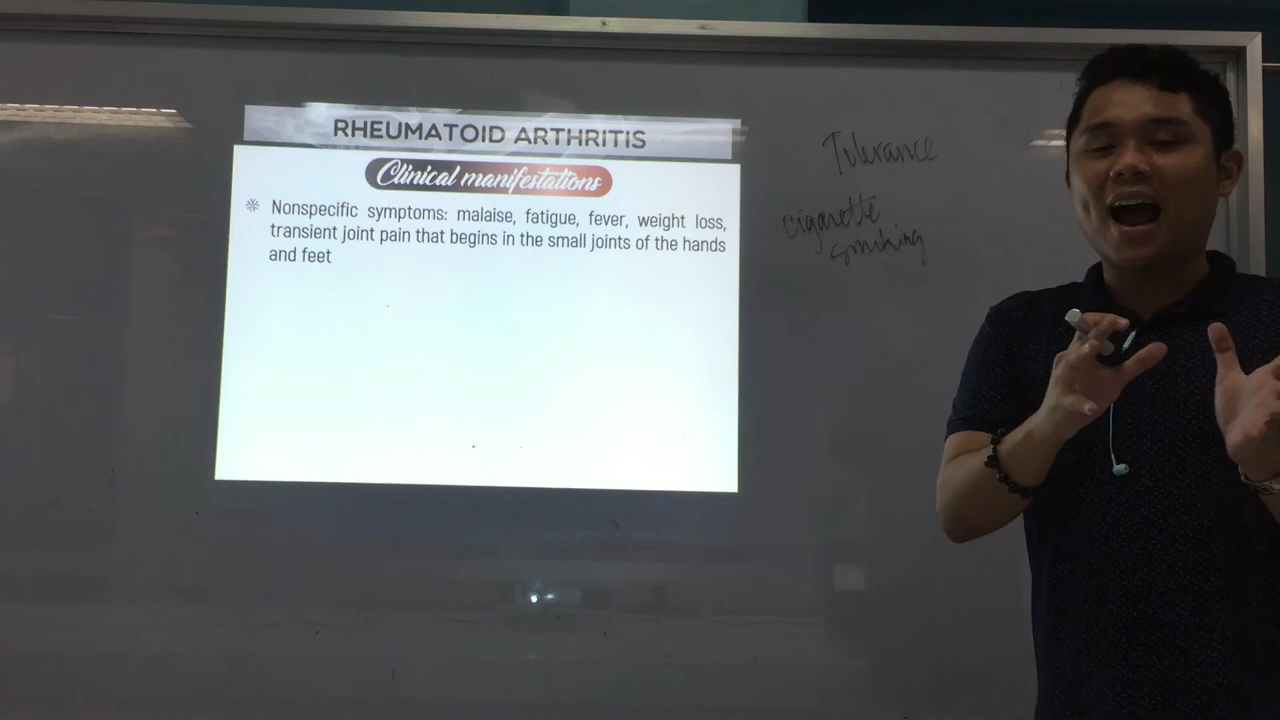 RHEUMATOID ARTHRITIS
Clinical manifestations
Nonspecific symptoms: malaise, fatigue, fever, weight loss,
transient joint pain that begins in the small joints of the hands
and feet
Tolerance
cigarette
smoking